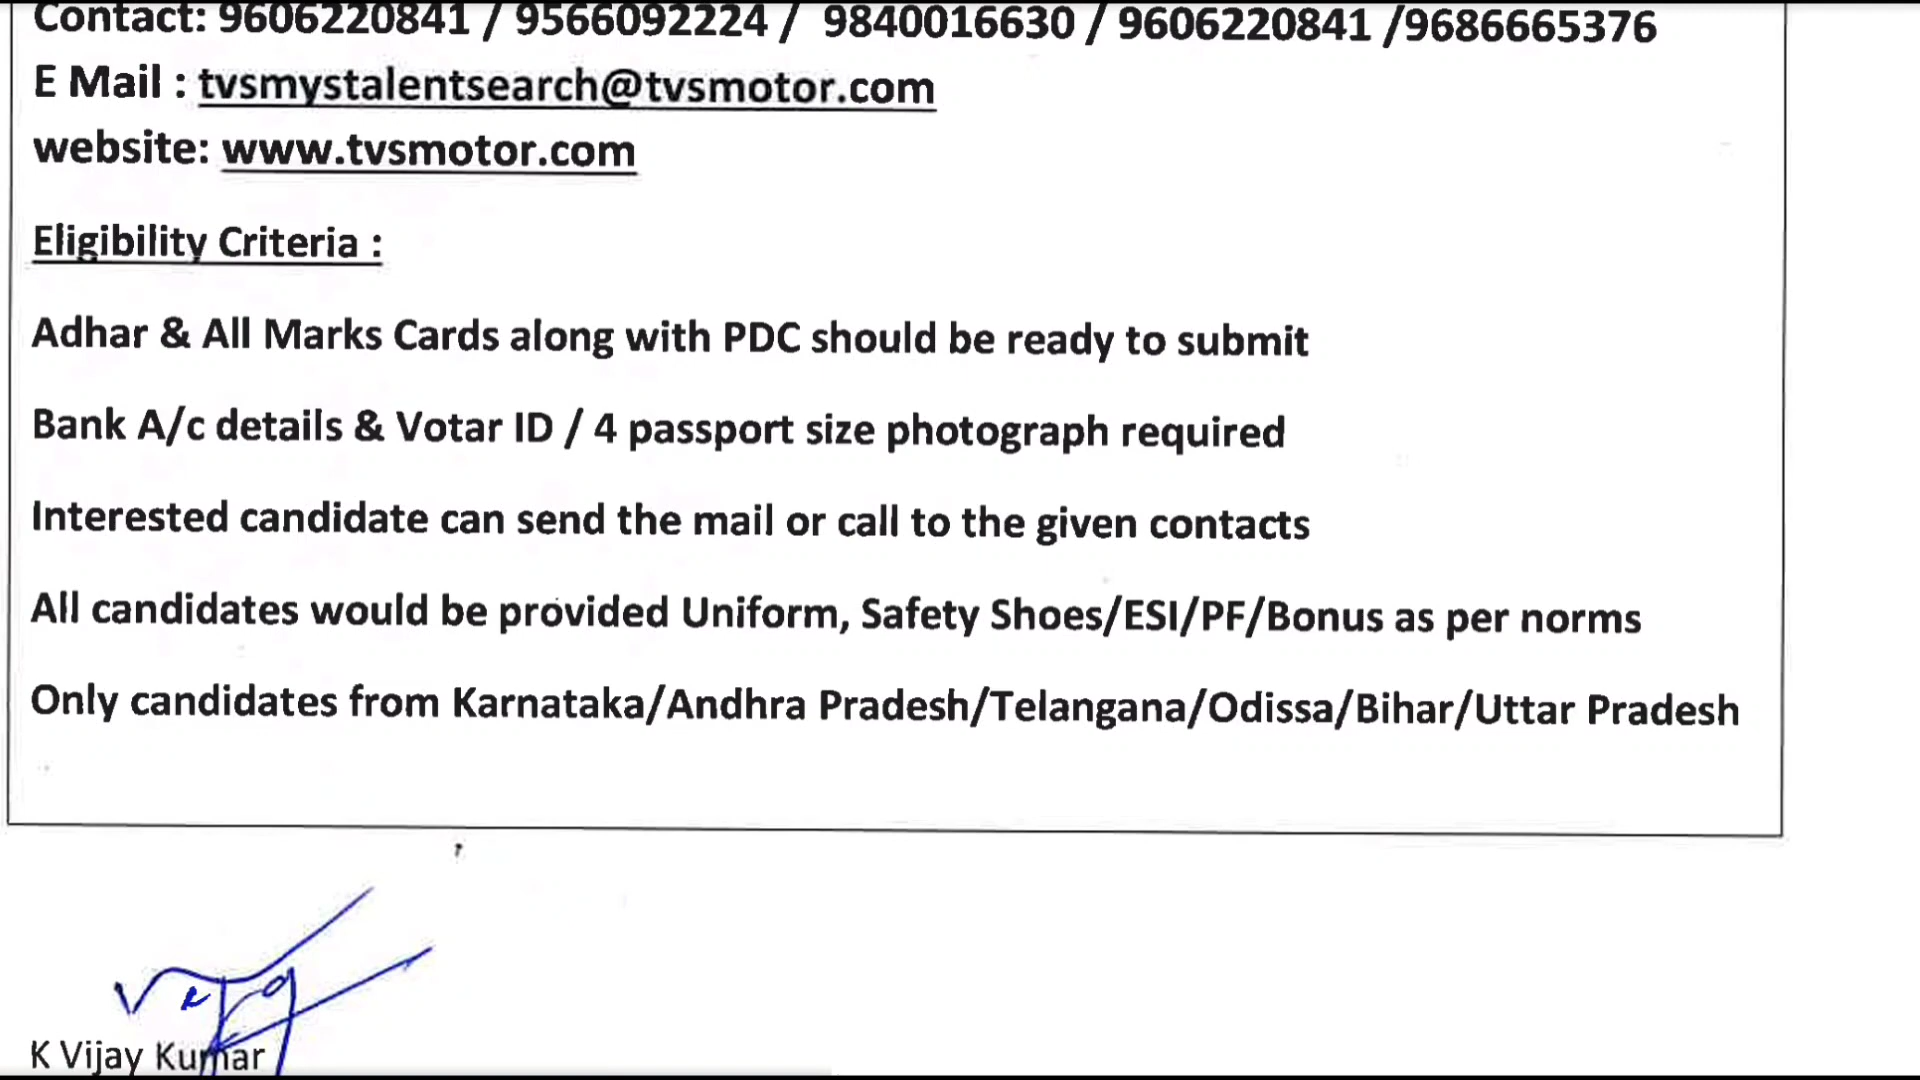 Contact: 9606220841 / 9566092224 / 9840016630 / 9606220841 /9686665376
E Mail : tvsmystalentsearch@tvsmotor.com
website: www.tvsmotor.com
Eligibility Criteria :
Adhar & All Marks Cards along with PDC should be ready to submit
Bank A/c details & Votar ID / 4 passport size photograph required
Interested candidate can send the mail or call to the given contacts
All candidates would be provided Uniform, Safety Shoes/ESI/PF/Bonus as per norms
Only candidates from Karnataka/Andhra Pradesh/Telangana/Odissa/Bihar/Uttar Pradesh
K Vijay Kumar